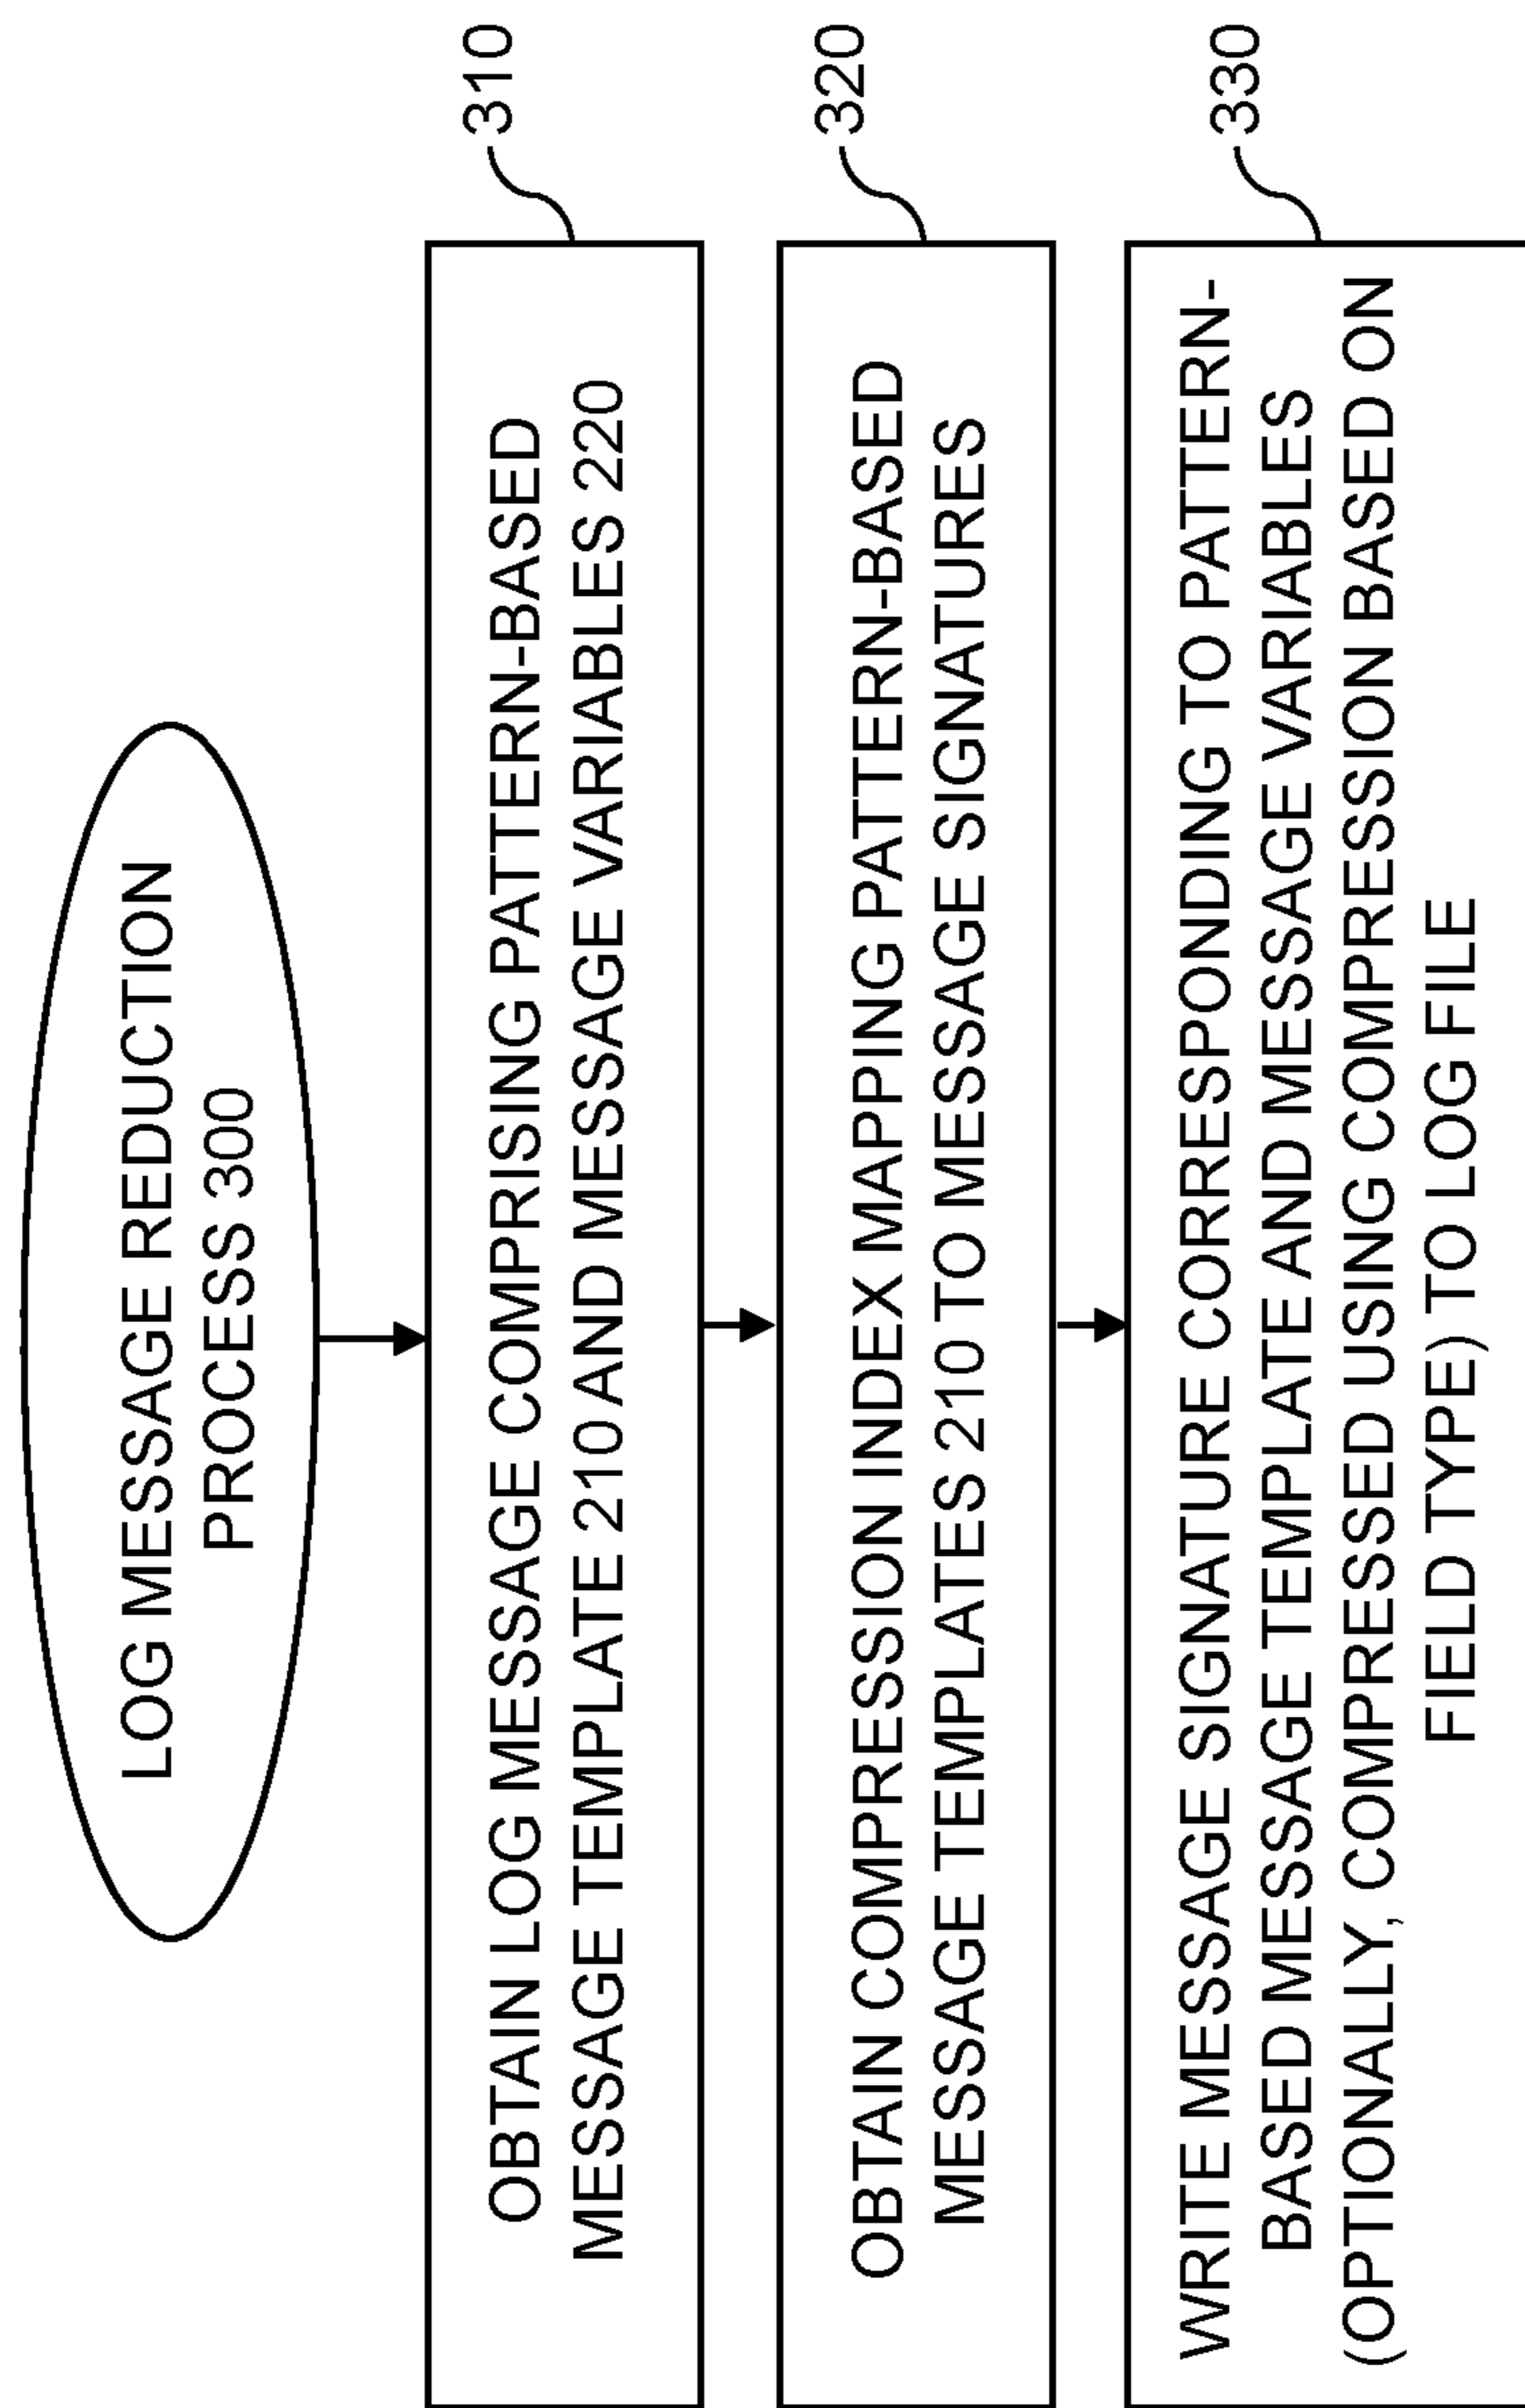 LOG MESSAGE REDUCTION
PROCESS 300
OBTAIN LOG MESSAGE COMPRISING PATTERN-BASED
MESSAGE TEMPLATE 210 AND MESSAGE VARIABLES 220
310
OBTAIN COMPRESSION INDEX MAPPING PATTERN-BASED
MESSAGE TEMPLATES 210 TO MESSAGE SIGNATURES
320
WRITE MESSAGE SIGNATURE CORRESPONDING TO PATTERN-
BASED MESSAGE TEMPLATE AND MESSAGE VARIABLES
(OPTIONALLY, COMPRESSED USING COMPRESSION BASED ON
FIELD TYPE) TO LOG FILE
330